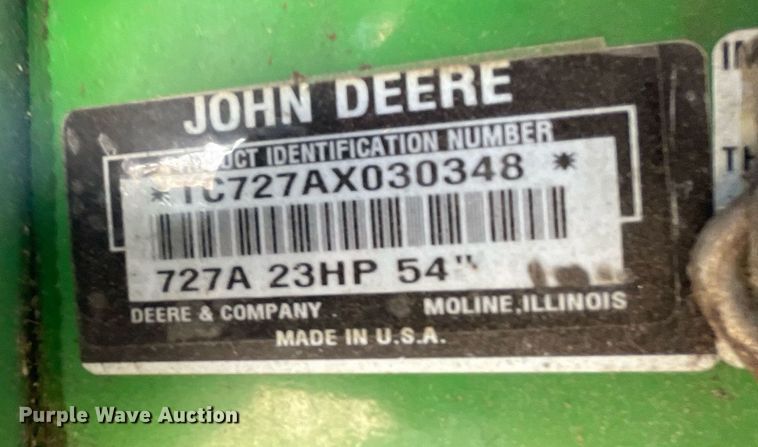 JOHN DEERE
PRODUCT IDENTIFICATION NUMBER
*TC727AX030348 *
727A 23HP 54"
DEERE & COMPANY MOLINE, ILLINOIS
MADE IN U.S.A.
Purple Wave Auction